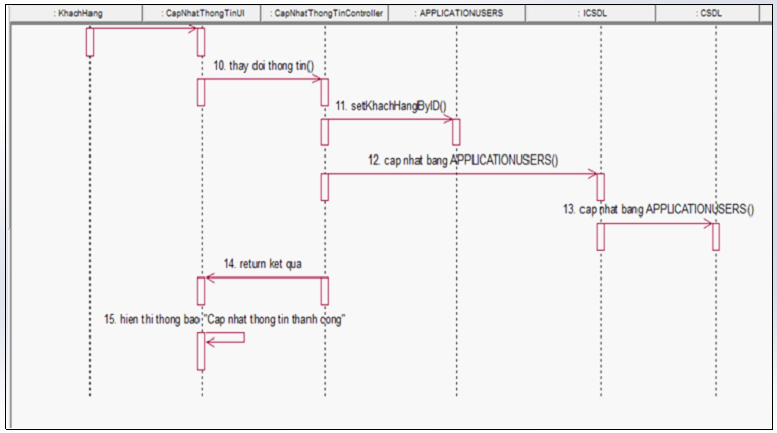 : KhachHang
: CapNhatThongTinUI
: CapNhatThongTinController
: APPLICATIONUSERS
: ICSDL
: CSDL
10. thay doi thong tin()
11. setKhachHangByID()
12. cap nhat bang APPLICATIONUSERS()
13. cap nhat bang APPLICATIONUSERS()
14. return ket qua
15. hien thi thong bao "Cap nhat thong tin thanh cong"